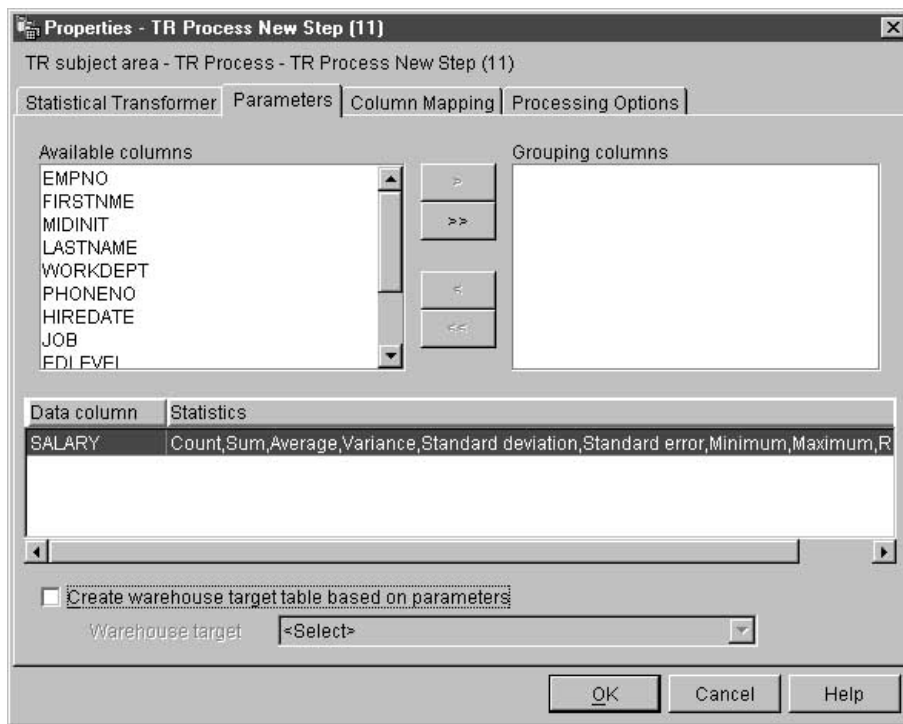 Properties - TR Process New Step (11)
TR subject area - TR Process - TR Process New Step (11)
Statistical Transformer Parameters Column Mapping Processing Options
Available columns
EMPNO
FIRSTNME
MIDINIT
LASTNAME
WORKDEPT
PHONENO
HIREDATE
JOB
EDLEVEL
>
>>
<
<<
Grouping columns
Data column Statistics
SALARY Count,Sum,Average,Variance,Standard deviation,Standard error,Minimum,Maximum,R
Create warehouse target table based on parameters
Warehouse target <Select>
OK Cancel Help